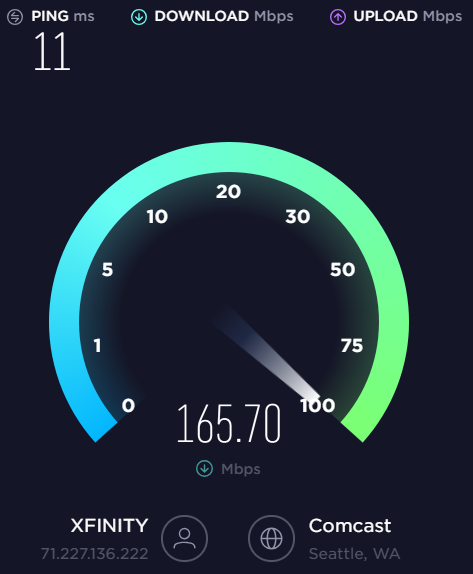 PING ms DOWNLOAD Mbps UPLOAD Mbps
11
20
10 30
5 50
1 75
0 100
165.70
Mbps
XFINITY Comcast
71.227.136.222 Seattle, WA